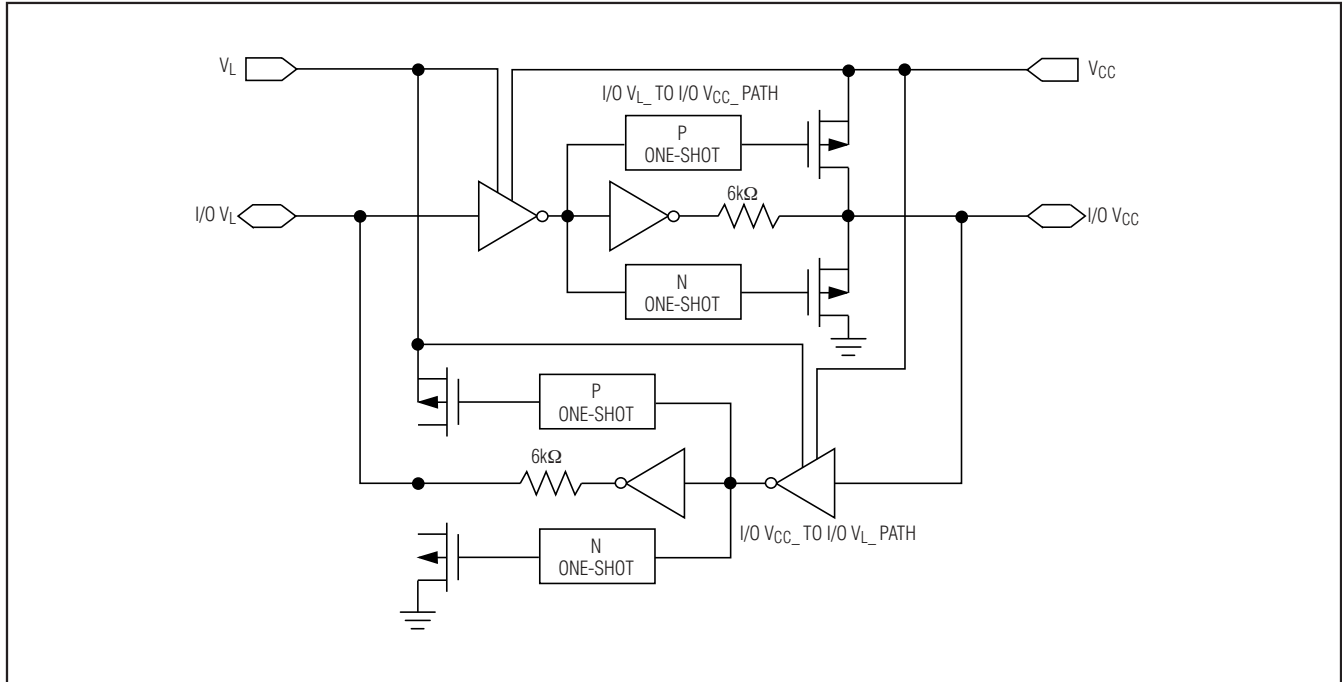 VL
VCC
I/O VL_ TO I/O VCC_ PATH
P
ONE-SHOT
6kΩ
I/O VL
I/O VCC
N
ONE-SHOT
P
ONE-SHOT
6kΩ
I/O VCC_ TO I/O VL_ PATH
N
ONE-SHOT